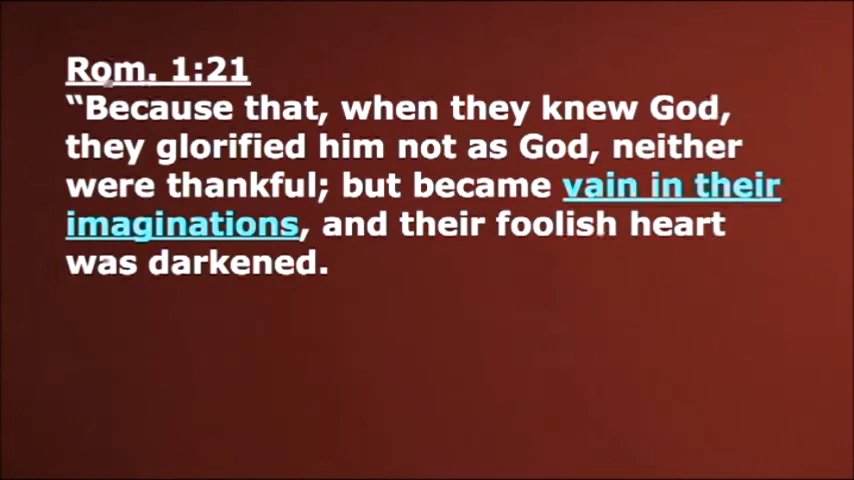 Rom. 1:21
“Because that, when they knew God,
they glorified him not as God, neither
were thankful; but became vain in their
imaginations, and their foolish heart
was darkened.